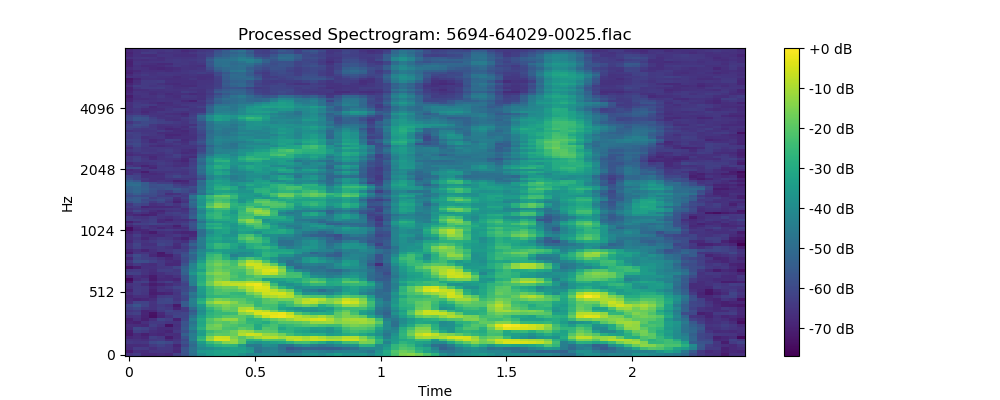 Processed Spectrogram: 5694-64029-0025.flac
+0 dB
4096
-10 dB
-20 dB
2048
-30 dB
Hz
-40 dB
1024
-50 dB
512
-60 dB
-70 dB
0
0 0.5 1 1.5 2
Time